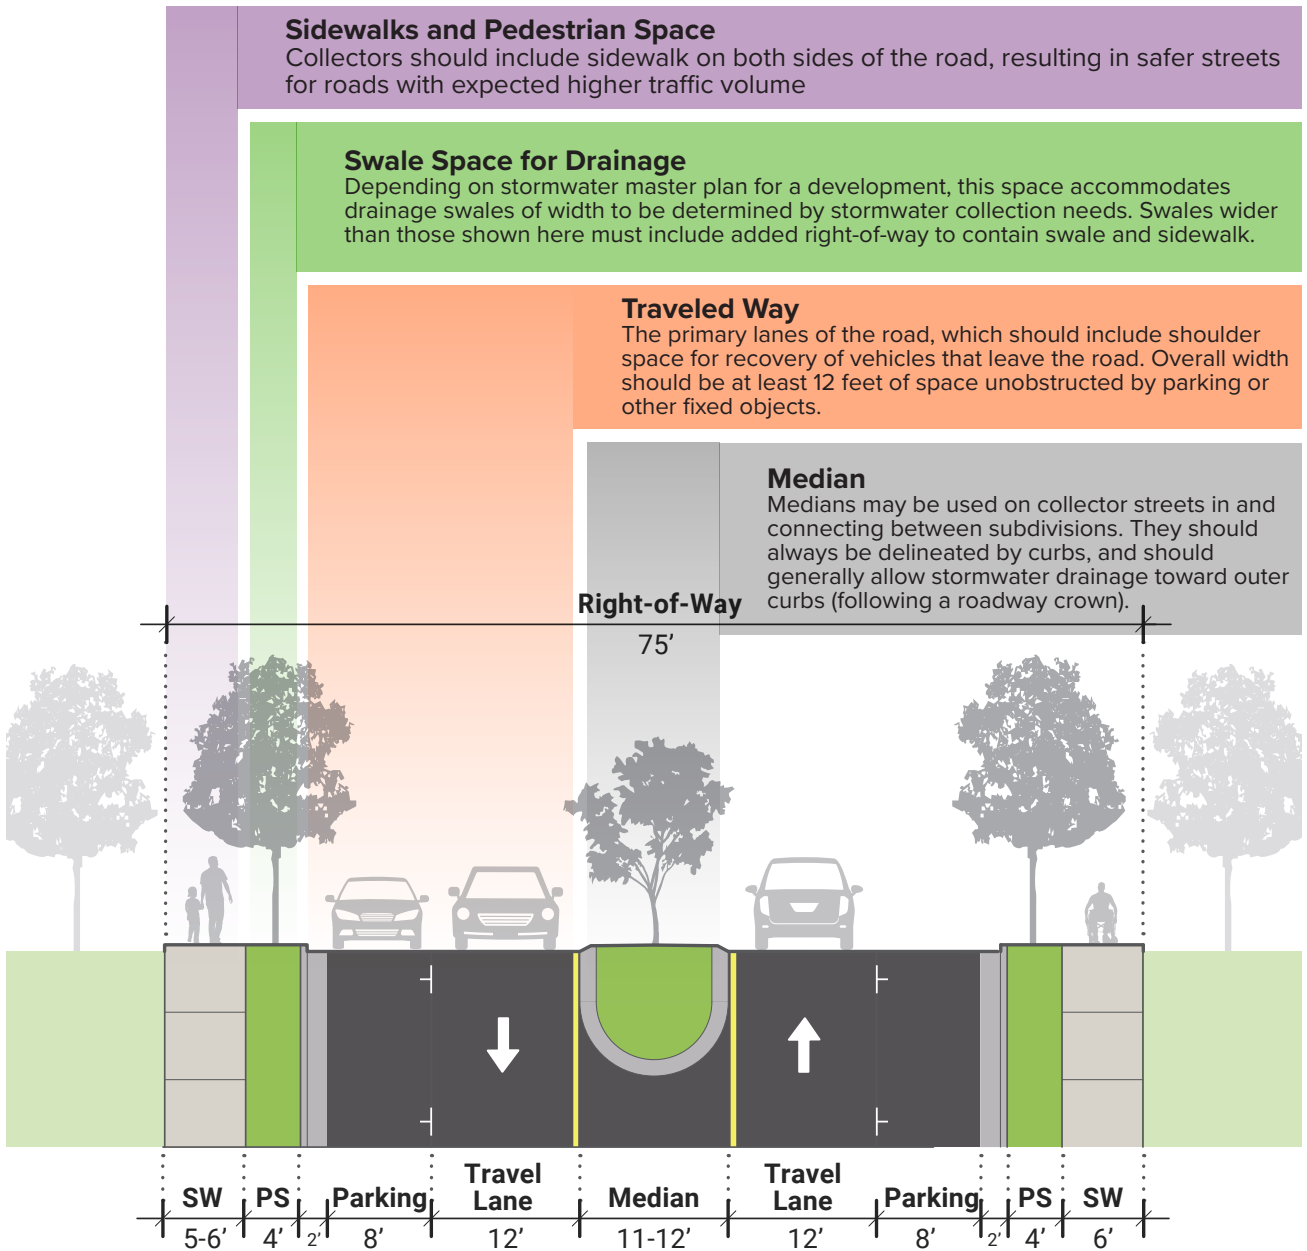 Sidewalks and Pedestrian Space
Collectors should include sidewalk on both sides of the road, resulting in safer streets
for roads with expected higher traffic volume
Swale Space for Drainage
Depending on stormwater master plan for a development, this space accommodates
drainage swales of width to be determined by stormwater collection needs. Swales wider
than those shown here must include added right-of-way to contain swale and sidewalk.
Traveled Way
The primary lanes of the road, which should include shoulder
space for recovery of vehicles that leave the road. Overall width
should be at least 12 feet of space unobstructed by parking or
other fixed objects.
Median
Medians may be used on collector streets in and
connecting between subdivisions. They should
always be delineated by curbs, and should
generally allow stormwater drainage toward outer
curbs (following a roadway crown).
Right-of-Way
75’
SW PS Parking Travel Lane Median Travel Lane Parking PS SW
5-6’ 4’ 2’ 8’ 12’ 11-12’ 12’ 8’ 2’ 4’ 6’